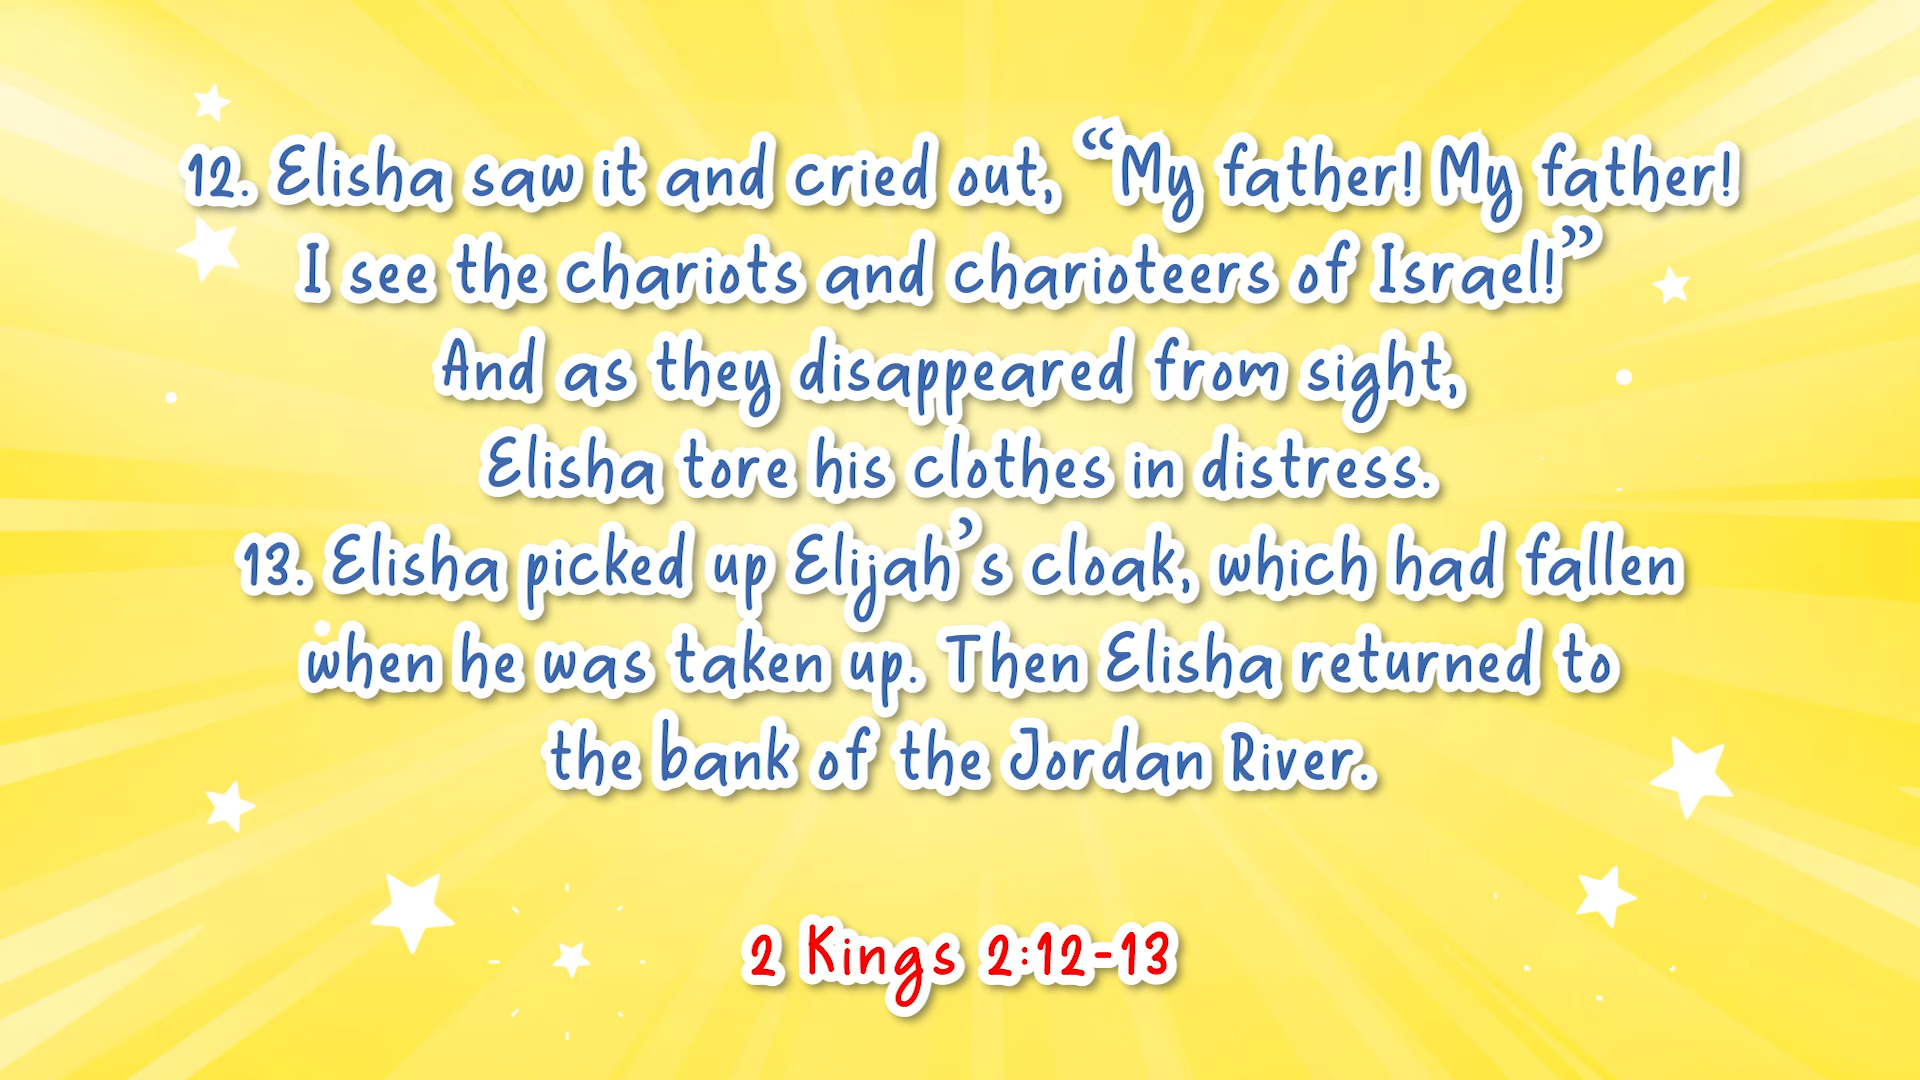 12. Elisha saw it and cried out, “My father! My father!
I see the chariots and charioteers of Israel!”
And as they disappeared from sight,
Elisha tore his clothes in distress.
13. Elisha picked up Elijah’s cloak, which had fallen
when he was taken up. Then Elisha returned to
the bank of the Jordan River.
2 Kings 2:12-13